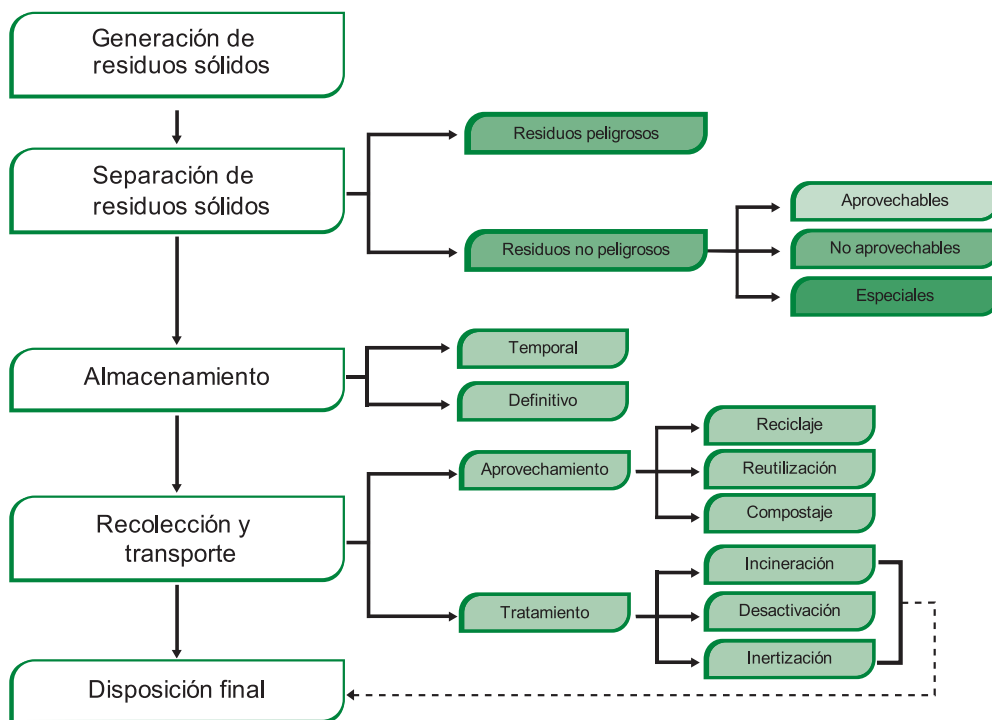 Generación de
residuos sólidos
Separación de
residuos sólidos
Residuos peligrosos
Residuos no peligrosos
Aprovechables
No aprovechables
Especiales
Almacenamiento
Temporal
Definitivo
Recolección y
transporte
Aprovechamiento
Reciclaje
Reutilización
Compostaje
Tratamiento
Incineración
Desactivación
Inertización
Disposición final